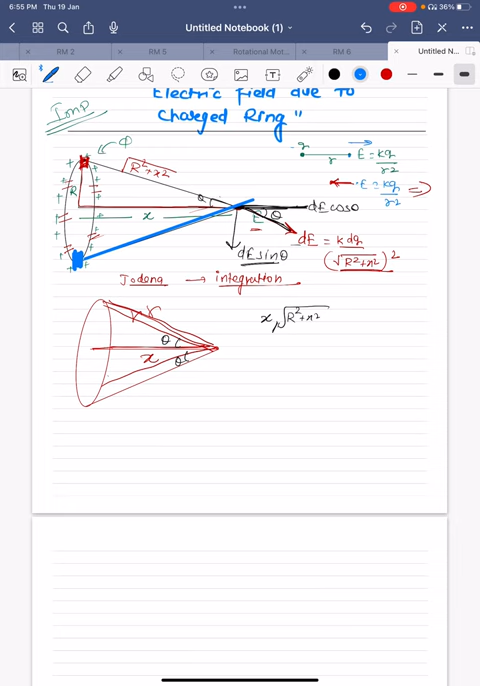 6:55 PM Thu 19 Jan
36%
Untitled Notebook (1)
RM 2
RM 5
Rotational Mot...
RM 6
Untitled N...
Imp
Electric field due to
Charged Ring"
R
√R²+x²
x
θ
E
dE cosθ
dE sinθ
dE = kdq
(√R²+x²)²
r
E = kq
r2
E = kq
r2
⇒
Jodona → integration
r
θ
x
θ
x, √R²+x²